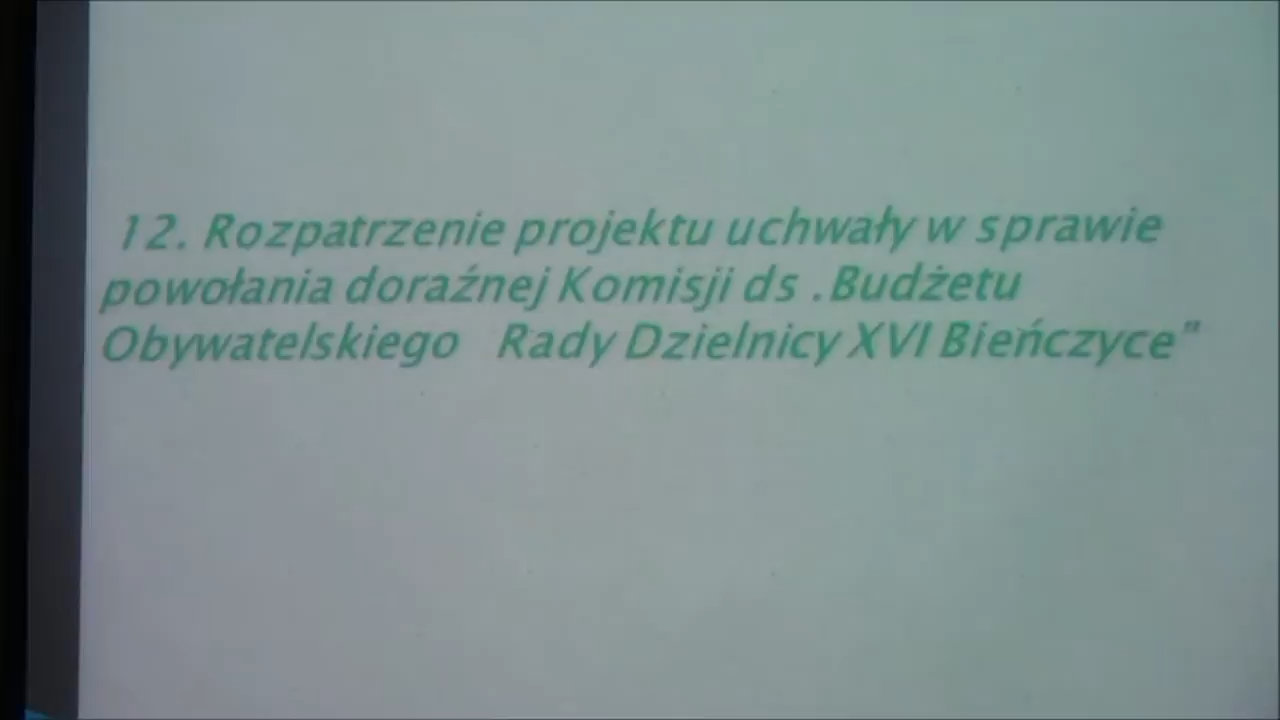 12. Rozpatrzenie projektu uchwały w sprawie
powołania doraźnej Komisji ds .Budżetu
Obywatelskiego Rady Dzielnicy XVI Bieńczyce"